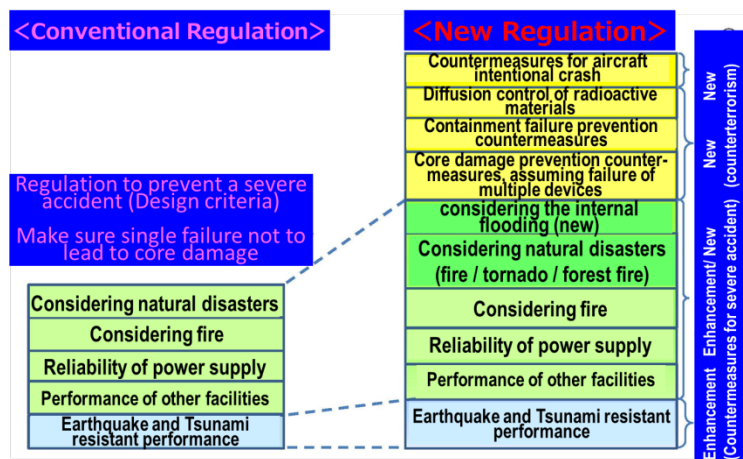 <Conventional Regulation>
<New Regulation>
Regulation to prevent a severe
accident (Design criteria)
Make sure single failure not to
lead to core damage
Considering natural disasters
Considering fire
Reliability of power supply
Performance of other facilities
Earthquake and Tsunami
resistant performance
Countermeasures for aircraft
intentional crash
Diffusion control of radioactive
materials
Containment failure prevention
countermeasures
Core damage prevention counter-
measures, assuming failure of
multiple devices
considering the internal
flooding (new)
Considering natural disasters
(fire / tornado / forest fire)
Considering fire
Reliability of power supply
Performance of other facilities
Earthquake and Tsunami resistant
performance
New
(counterterrorism)
New
(Countermeasures for severe accident)
Enhancement/ New
Enhancement